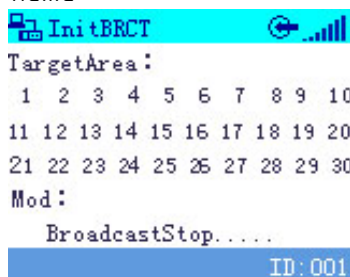 InitBRCT
TargetArea:
1 2 3 4 5 6 7 8 9 10
11 12 13 14 15 16 17 18 19 20
21 22 23 24 25 26 27 28 29 30
Mod:
BroadcastStop.....
ID:001